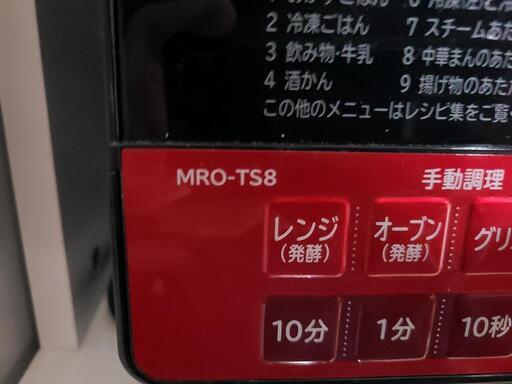 2 冷凍ごはん 7 スチームあた
3 飲み物・牛乳 8 中華まんのあた
4 酒かん 9 揚げ物のあたた
この他のメニューはレシピ集をご覧
MRO-TS8 手動調理
レンジ オーブン グリ
(発酵) (発酵)
10分 1分 10秒